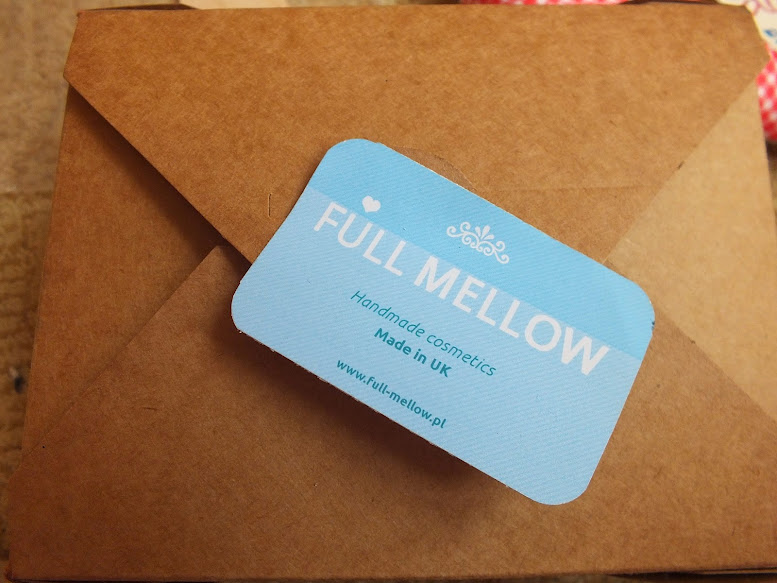 FULL MELLOW
Handmade cosmetics
Made in UK
www.full-mellow.pl